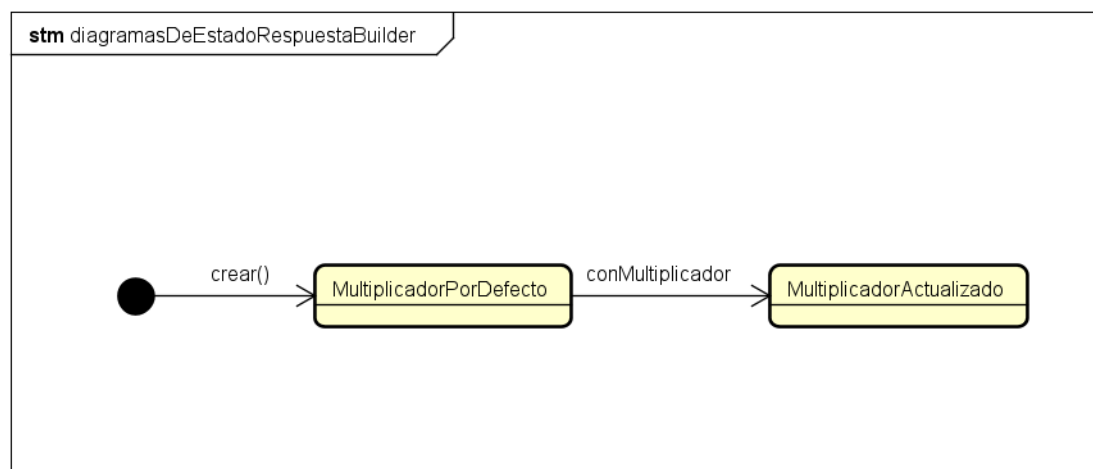 stm diagramasDeEstadoRespuestaBuilder
crear()
MultiplicadorPorDefecto
conMultiplicador
MultiplicadorActualizado